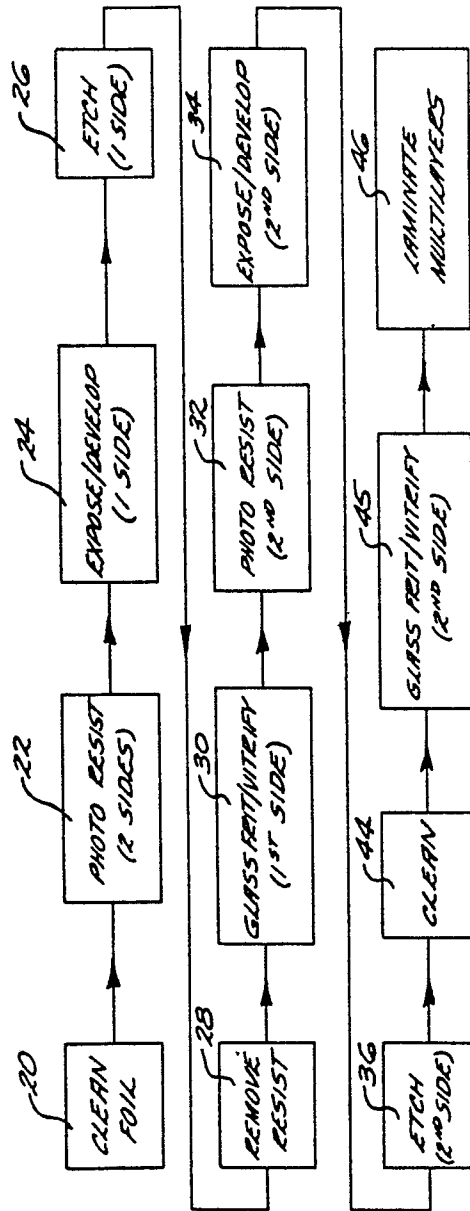 20
CLEAN
FOIL
22
PHOTO RESIST
(2 SIDES)
24
EXPOSE/DEVELOP
(1 SIDE)
26
ETCH
(1 SIDE)
28
REMOVE
RESIST
30
GLASS FRIT/VITRIFY
(1ST SIDE)
32
PHOTO RESIST
(2ND SIDE)
34
EXPOSE/DEVELOP
(2ND SIDE)
36
ETCH
(2ND SIDE)
44
CLEAN
45
GLASS FRIT/VITRIFY
(2ND SIDE)
46
LAMINATE
MULTILAYERS